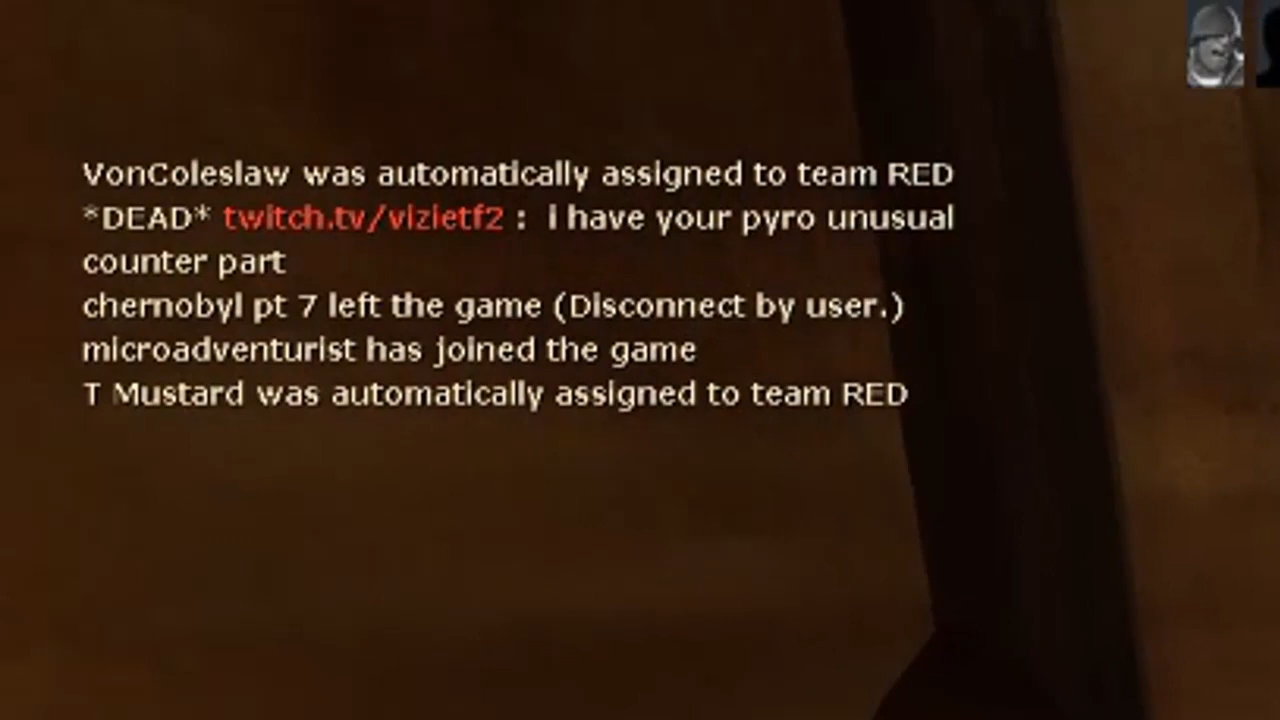 VonColeslaw was automatically assigned to team RED
*DEAD* twitch.tv/vizietf2 :  i have your pyro unusual
counter part
chernobyl pt 7 left the game (Disconnect by user.)
microadventurist has joined the game
T Mustard was automatically assigned to team RED